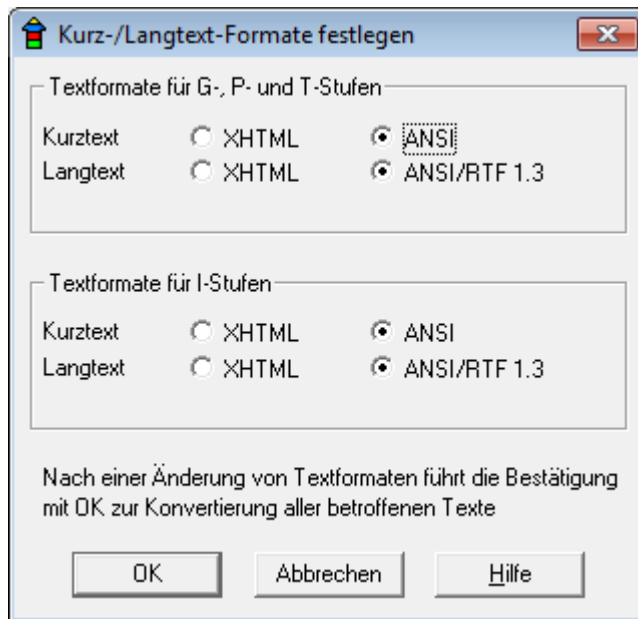 Kurz-/Langtext-Formate festlegen
Textformate für G-, P- und T-Stufen
Kurztext XHTML ANSI
Langtext XHTML ANSI/RTF 1.3
Textformate für I-Stufen
Kurztext XHTML ANSI
Langtext XHTML ANSI/RTF 1.3
Nach einer Änderung von Textformaten führt die Bestätigung
mit OK zur Konvertierung aller betroffenen Texte
OK Abbrechen Hilfe